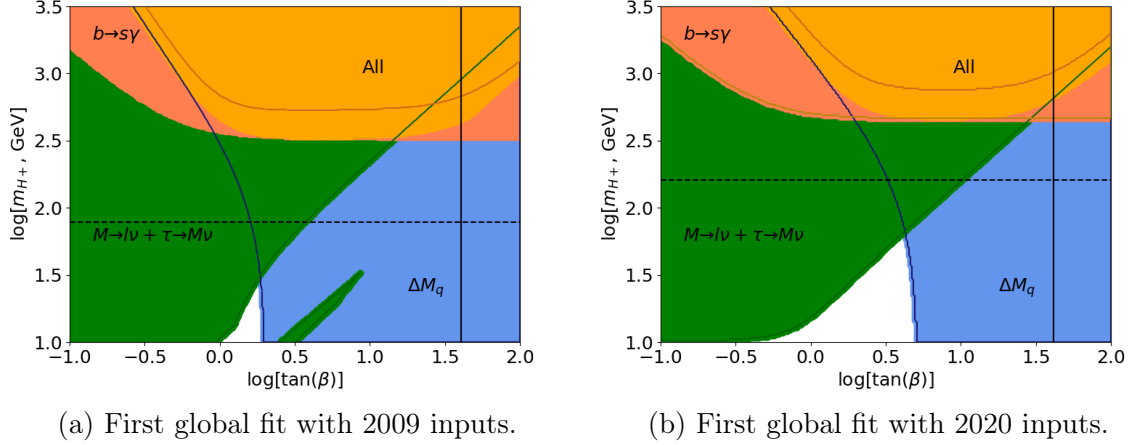 3.5
3.0
2.5
2.0
1.5
1.0
log[m_{H+}, GeV]
b→sγ
All
M→lν + τ→Mν
ΔM_q
−1.0 −0.5 0.0 0.5 1.0 1.5 2.0
log[tan(β)]
(a) First global fit with 2009 inputs.
3.5
3.0
2.5
2.0
1.5
1.0
log[m_{H+}, GeV]
b→sγ
All
M→lν + τ→Mν
ΔM_q
−1.0 −0.5 0.0 0.5 1.0 1.5 2.0
log[tan(β)]
(b) First global fit with 2020 inputs.